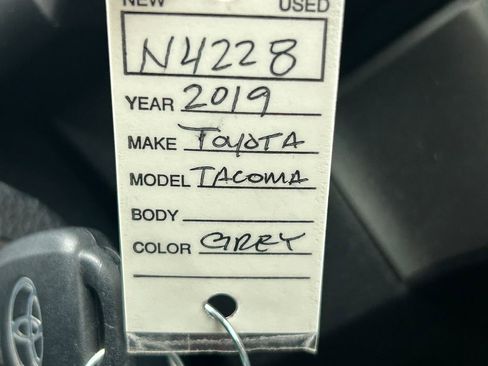 NEW USED
N4228
YEAR 2019
MAKE TOYOTA
MODEL TACOMA
BODY
COLOR GREY